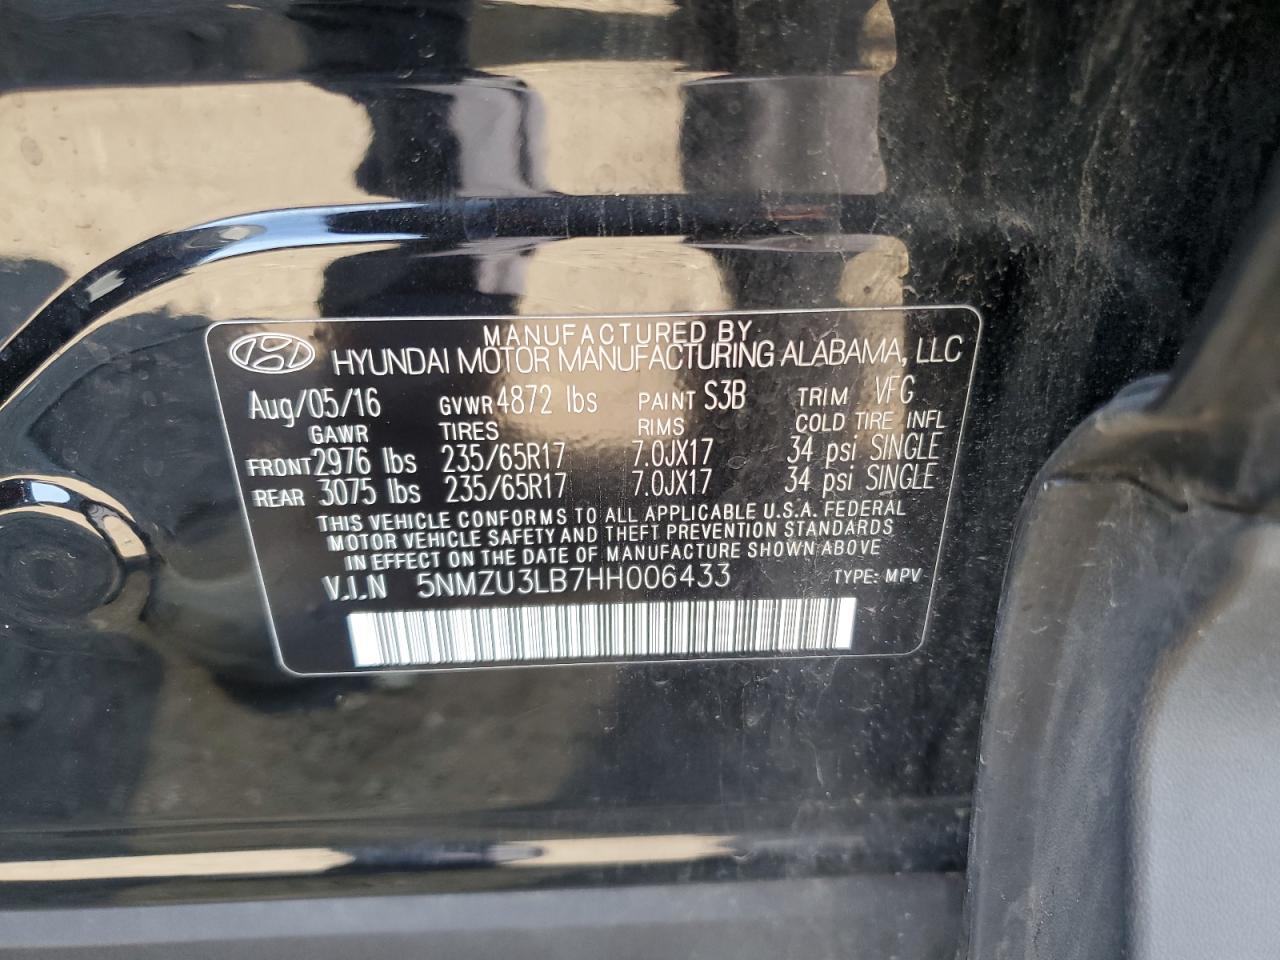 MANUFACTURED BY
HYUNDAI MOTOR MANUFACTURING ALABAMA, LLC
Aug/05/16 GVWR 4872 lbs PAINT S3B TRIM VFG
GAWR TIRES RIMS COLD TIRE INFL
FRONT 2976 lbs 235/65R17 7.0JX17 34 psi SINGLE
REAR 3075 lbs 235/65R17 7.0JX17 34 psi SINGLE
THIS VEHICLE CONFORMS TO ALL APPLICABLE U.S.A. FEDERAL
MOTOR VEHICLE SAFETY AND THEFT PREVENTION STANDARDS
IN EFFECT ON THE DATE OF MANUFACTURE SHOWN ABOVE
V.I.N 5NMZU3LB7HH006433 TYPE: MPV